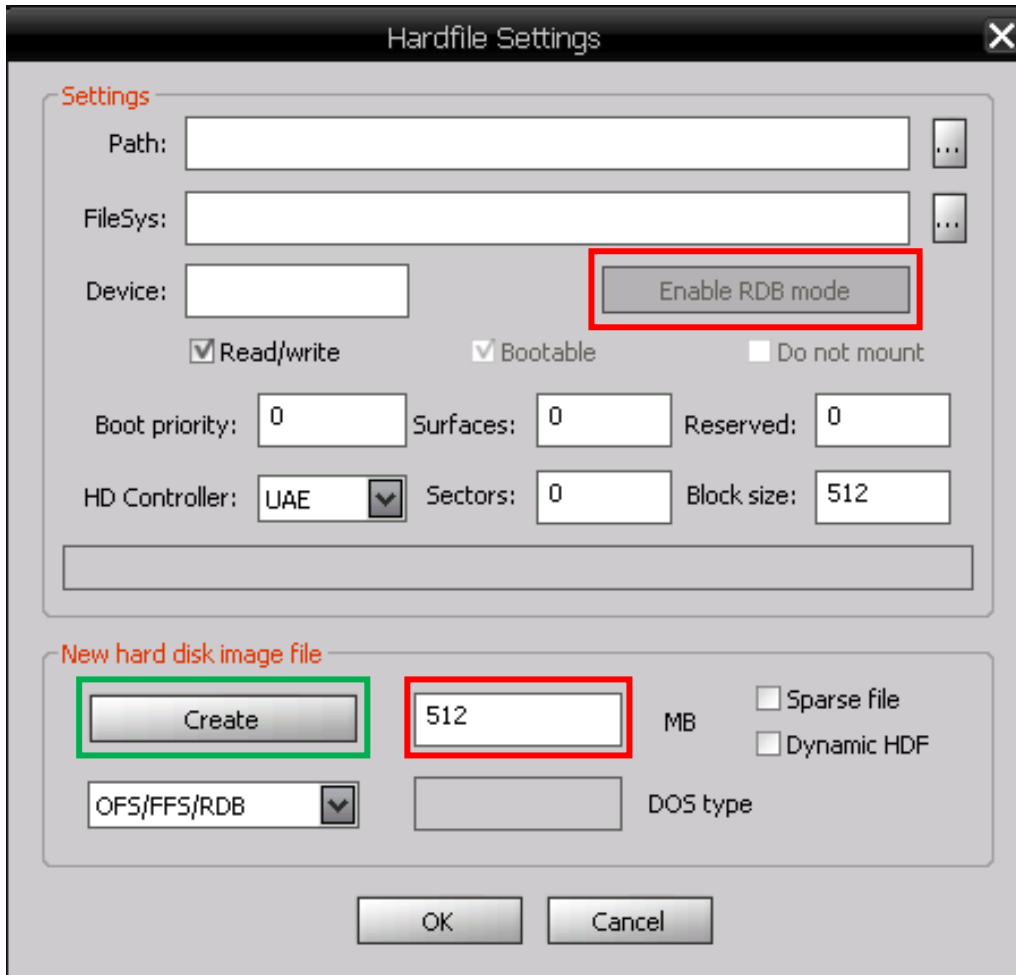 Hardfile Settings
Settings
Path:
...
FileSys:
...
Device:
Enable RDB mode
Read/write Bootable Do not mount
Boot priority: 0 Surfaces: 0 Reserved: 0
HD Controller: UAE Sectors: 0 Block size: 512
New hard disk image file
Create 512 MB Sparse file
Dynamic HDF
OFS/FFS/RDB DOS type
OK Cancel